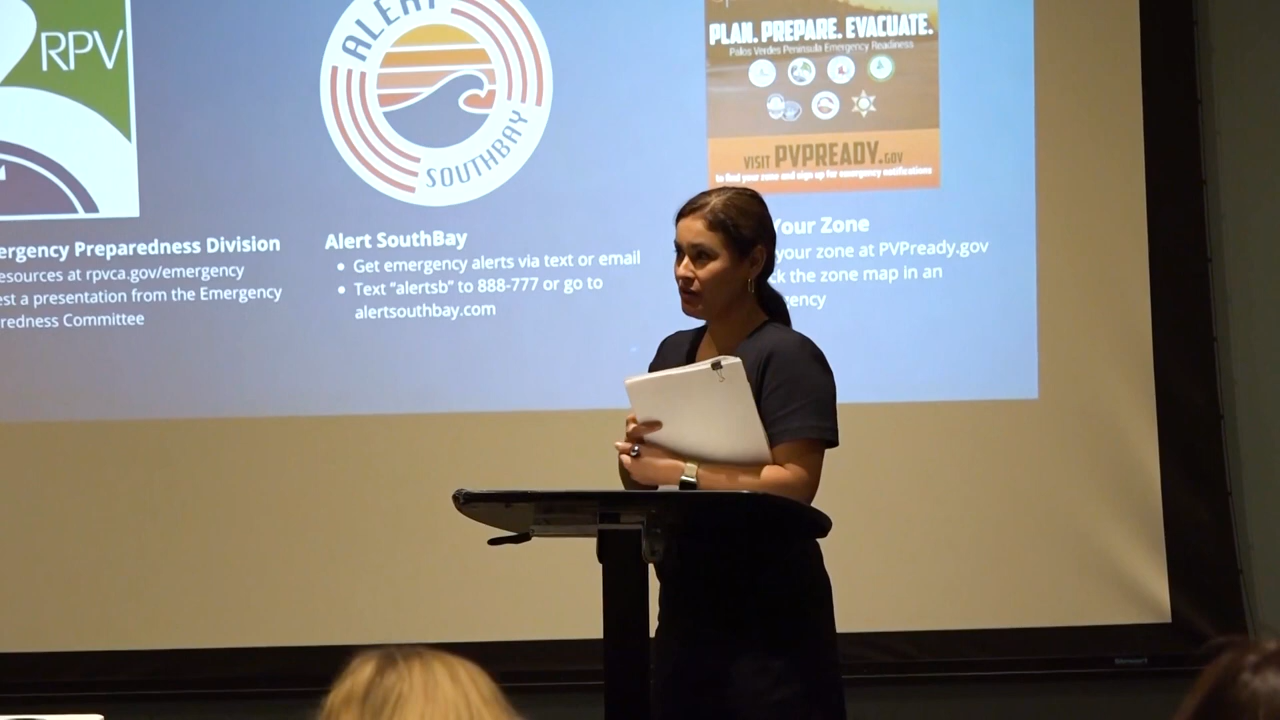 RPV
ergency Preparedness Division
esources at rpvca.gov/emergency
est a presentation from the Emergency
redness Committee
ALERT
SOUTHBAY
Alert SouthBay
• Get emergency alerts via text or email
• Text “alertsb” to 888-777 or go to
alertsouthbay.com
PLAN. PREPARE. EVACUATE.
Palos Verdes Peninsula Emergency Readiness
VISIT PVPREADY.GOV
to find your zone and sign up for emergency notifications
Your Zone
your zone at PVPready.gov
ck the zone map in an
gency